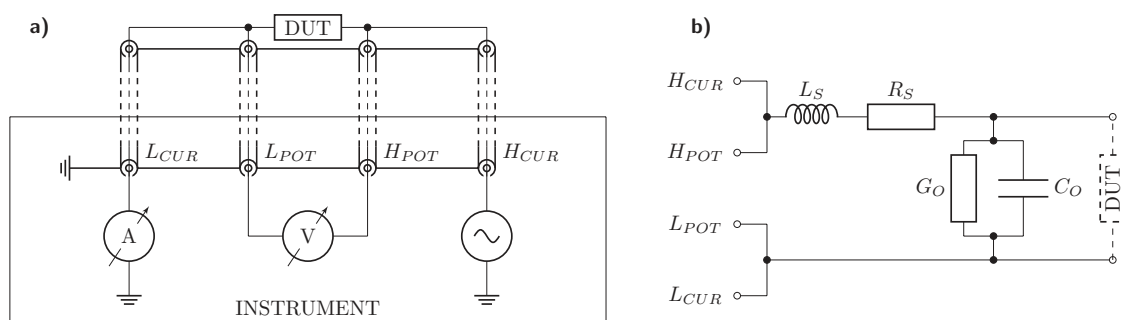 a)
DUT
L_CUR L_POT H_POT H_CUR
A V
INSTRUMENT
b)
H_CUR
L_S R_S
H_POT
G_O C_O DUT
L_POT
L_CUR